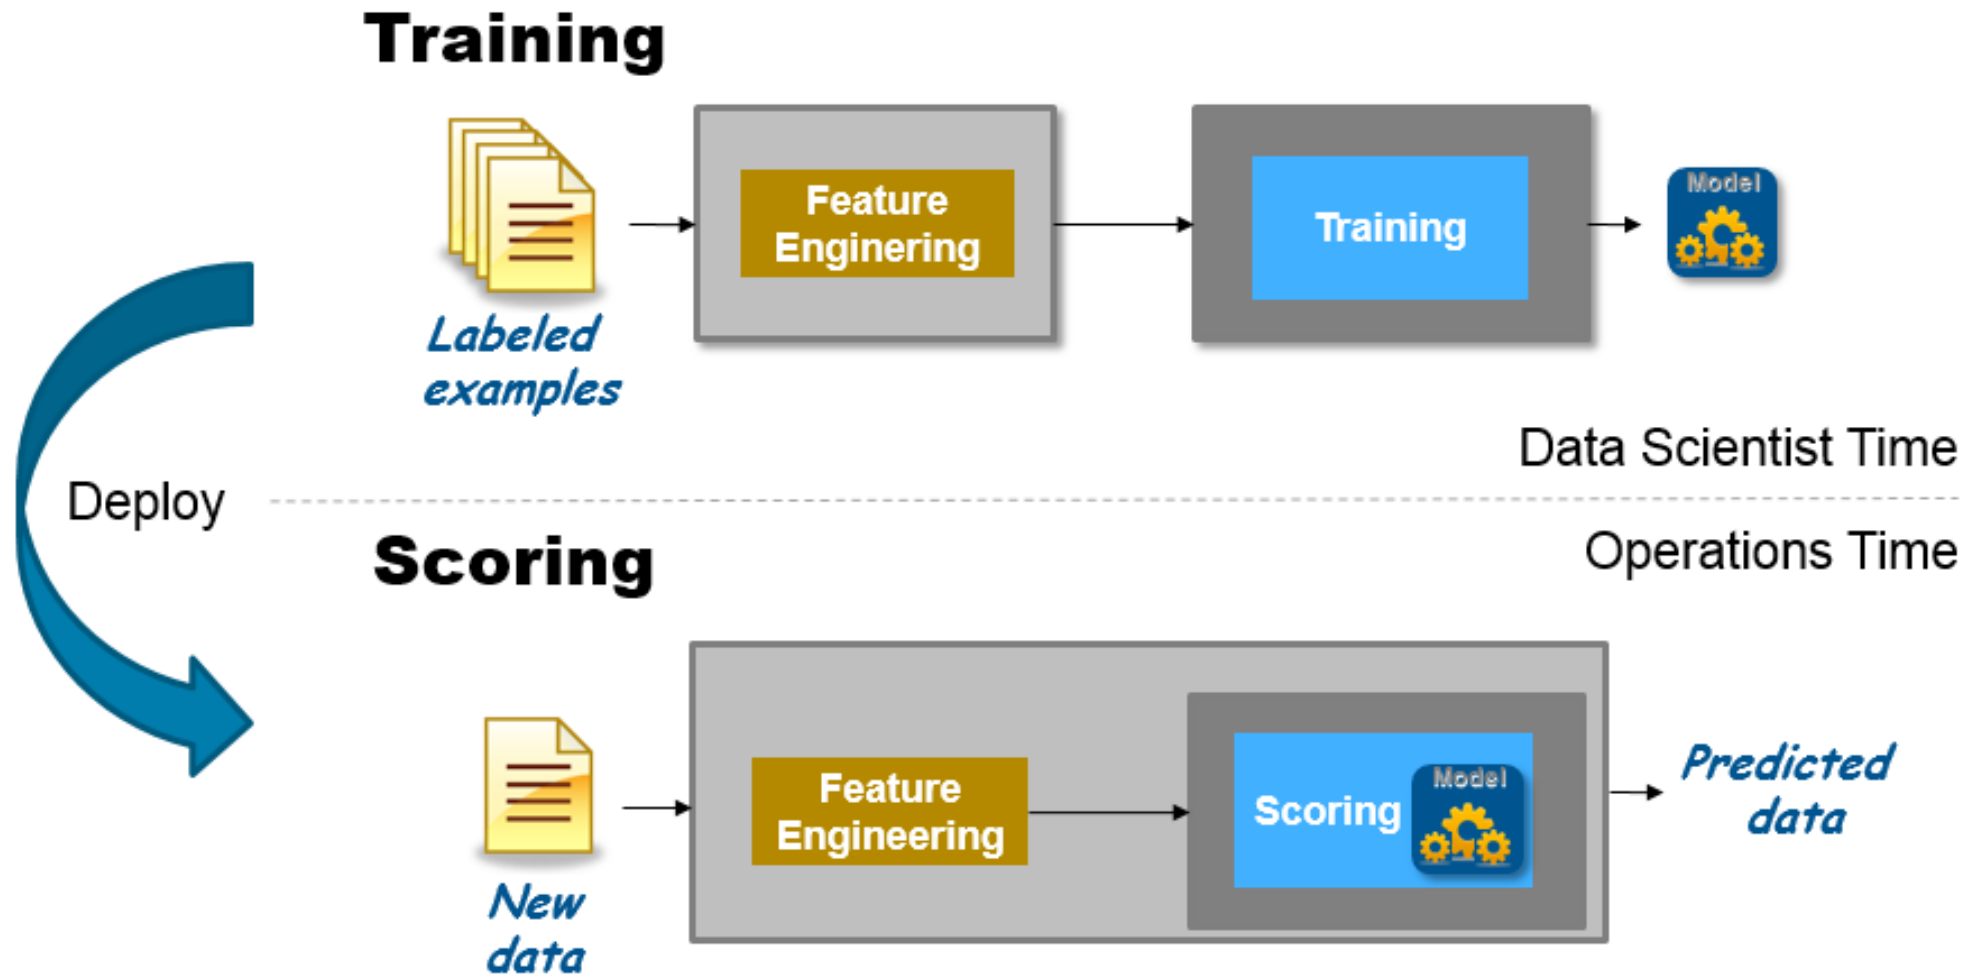 Training
Feature
Enginering
Training
Model
Labeled
examples
Data Scientist Time
Deploy
Operations Time
Scoring
Feature
Engineering
Scoring
Model
Predicted
data
New
data